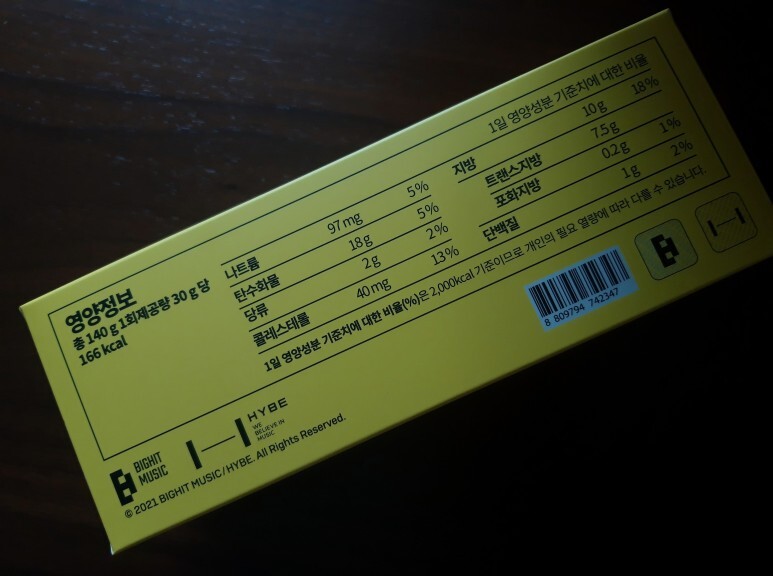 영양정보
총 140 g 1회제공량 30 g 당
166 kcal
나트륨 97 mg 5%
탄수화물 18 g 5%
당류 2 g 2%
콜레스테롤 40 mg 13%
1일 영양성분 기준치에 대한 비율
지방 10 g 18%
트랜스지방 7.5 g
포화지방 0.2 g 1%
단백질 1 g 2%
1일 영양성분 기준치에 대한 비율(%)은 2,000kcal 기준이므로 개인의 필요 열량에 따라 다를 수 있습니다.
8 809794 742347
BIGHIT
MUSIC
HYBE
WE
BELIEVE IN
MUSIC
© 2021 BIGHIT MUSIC / HYBE. All Rights Reserved.